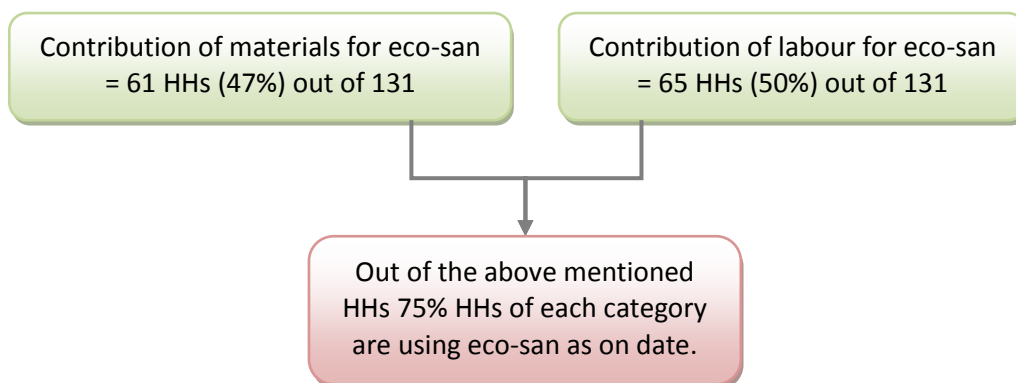 Contribution of materials for eco-san
= 61 HHs (47%) out of 131
Contribution of labour for eco-san
= 65 HHs (50%) out of 131
Out of the above mentioned
HHs 75% HHs of each category
are using eco-san as on date.